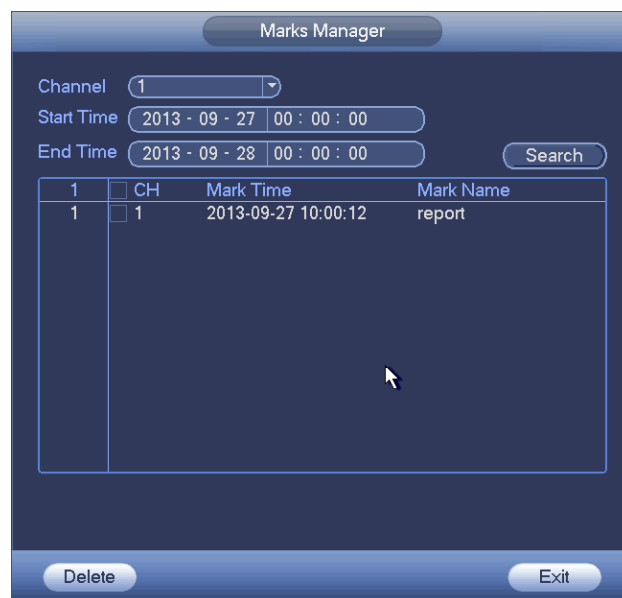 Marks Manager
Channel 1
Start Time 2013 - 09 - 27 00 : 00 : 00
End Time 2013 - 09 - 28 00 : 00 : 00
Search
1 CH Mark Time Mark Name
1 1 2013-09-27 10:00:12 report
Delete Exit